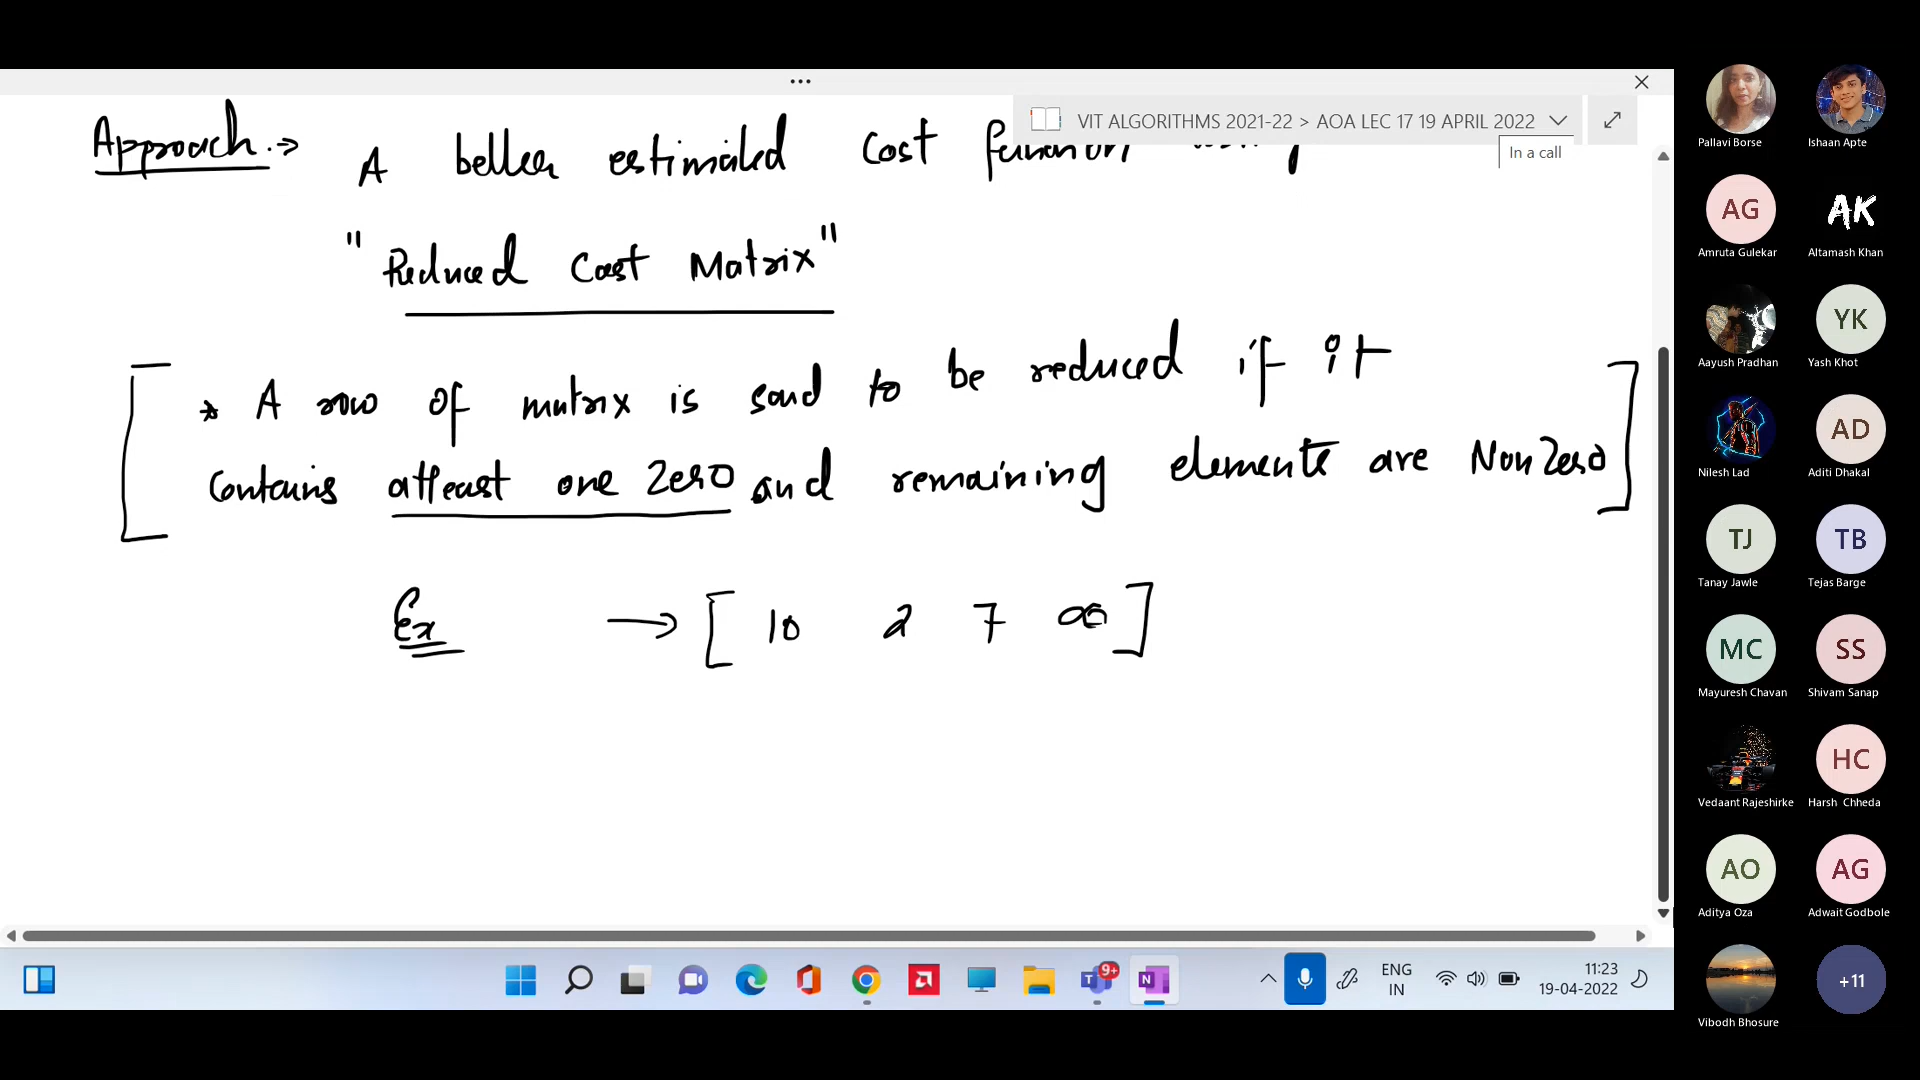 VIT ALGORITHMS 2021-22 > AOA LEC 17 19 APRIL 2022
In a call
Approach :->
A better estimated cost function using
"Reduced Cost Matrix"
* A row of matrix is said to be reduced if it
Contains atleast one Zero and remaining elements are Non Zero
Ex -> [ 10 2 7 ∞ ]
Pallavi Borse
Ishaan Apte
AG
AK
Amruta Gulekar
Altamash Khan
YK
Aayush Pradhan
Yash Khot
AD
Nilesh Lad
Aditi Dhakal
TJ
TB
Tanay Jawle
Tejas Barge
MC
SS
Mayuresh Chavan
Shivam Sanap
HC
Vedaant Rajeshirke
Harsh Chheda
AO
AG
Aditya Oza
Adwait Godbole
+11
Vibodh Bhosure
9+
T
N
ENG
IN
11:23
19-04-2022